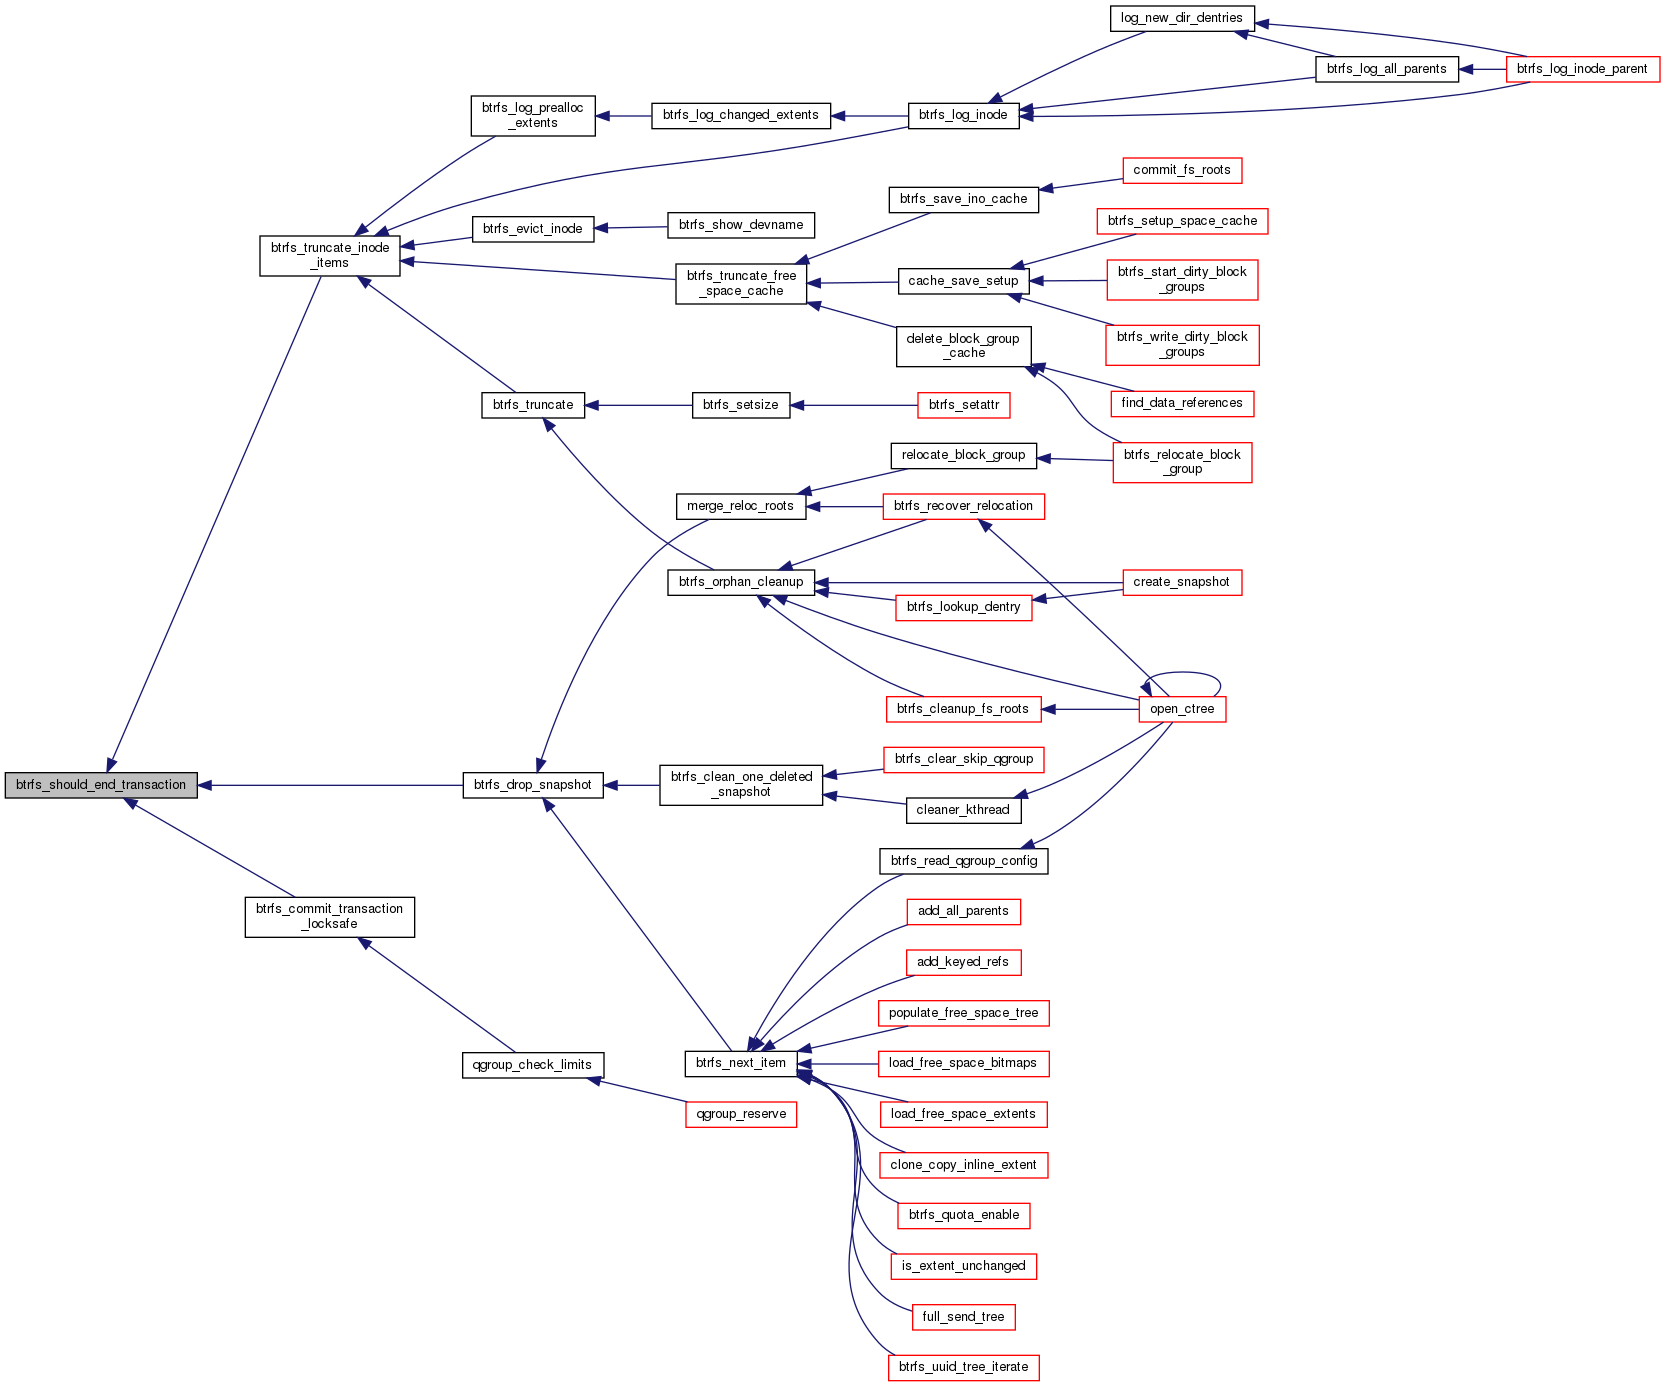 log_new_dir_dentries
btrfs_log_all_parents
btrfs_log_inode_parent
btrfs_log_prealloc
_extents
btrfs_log_changed_extents
btrfs_log_inode
commit_fs_roots
btrfs_save_ino_cache
btrfs_setup_space_cache
btrfs_evict_inode
btrfs_show_devname
btrfs_truncate_inode
_items
btrfs_truncate_free
_space_cache
cache_save_setup
btrfs_start_dirty_block
_groups
delete_block_group
_cache
btrfs_write_dirty_block
_groups
btrfs_truncate
btrfs_setsize
btrfs_setattr
find_data_references
relocate_block_group
btrfs_relocate_block
_group
merge_reloc_roots
btrfs_recover_relocation
btrfs_orphan_cleanup
create_snapshot
btrfs_lookup_dentry
btrfs_cleanup_fs_roots
open_ctree
btrfs_should_end_transaction
btrfs_drop_snapshot
btrfs_clean_one_deleted
_snapshot
btrfs_clear_skip_qgroup
cleaner_kthread
btrfs_read_qgroup_config
btrfs_commit_transaction
_locksafe
add_all_parents
add_keyed_refs
populate_free_space_tree
qgroup_check_limits
btrfs_next_item
load_free_space_bitmaps
qgroup_reserve
load_free_space_extents
clone_copy_inline_extent
btrfs_quota_enable
is_extent_unchanged
full_send_tree
btrfs_uuid_tree_iterate